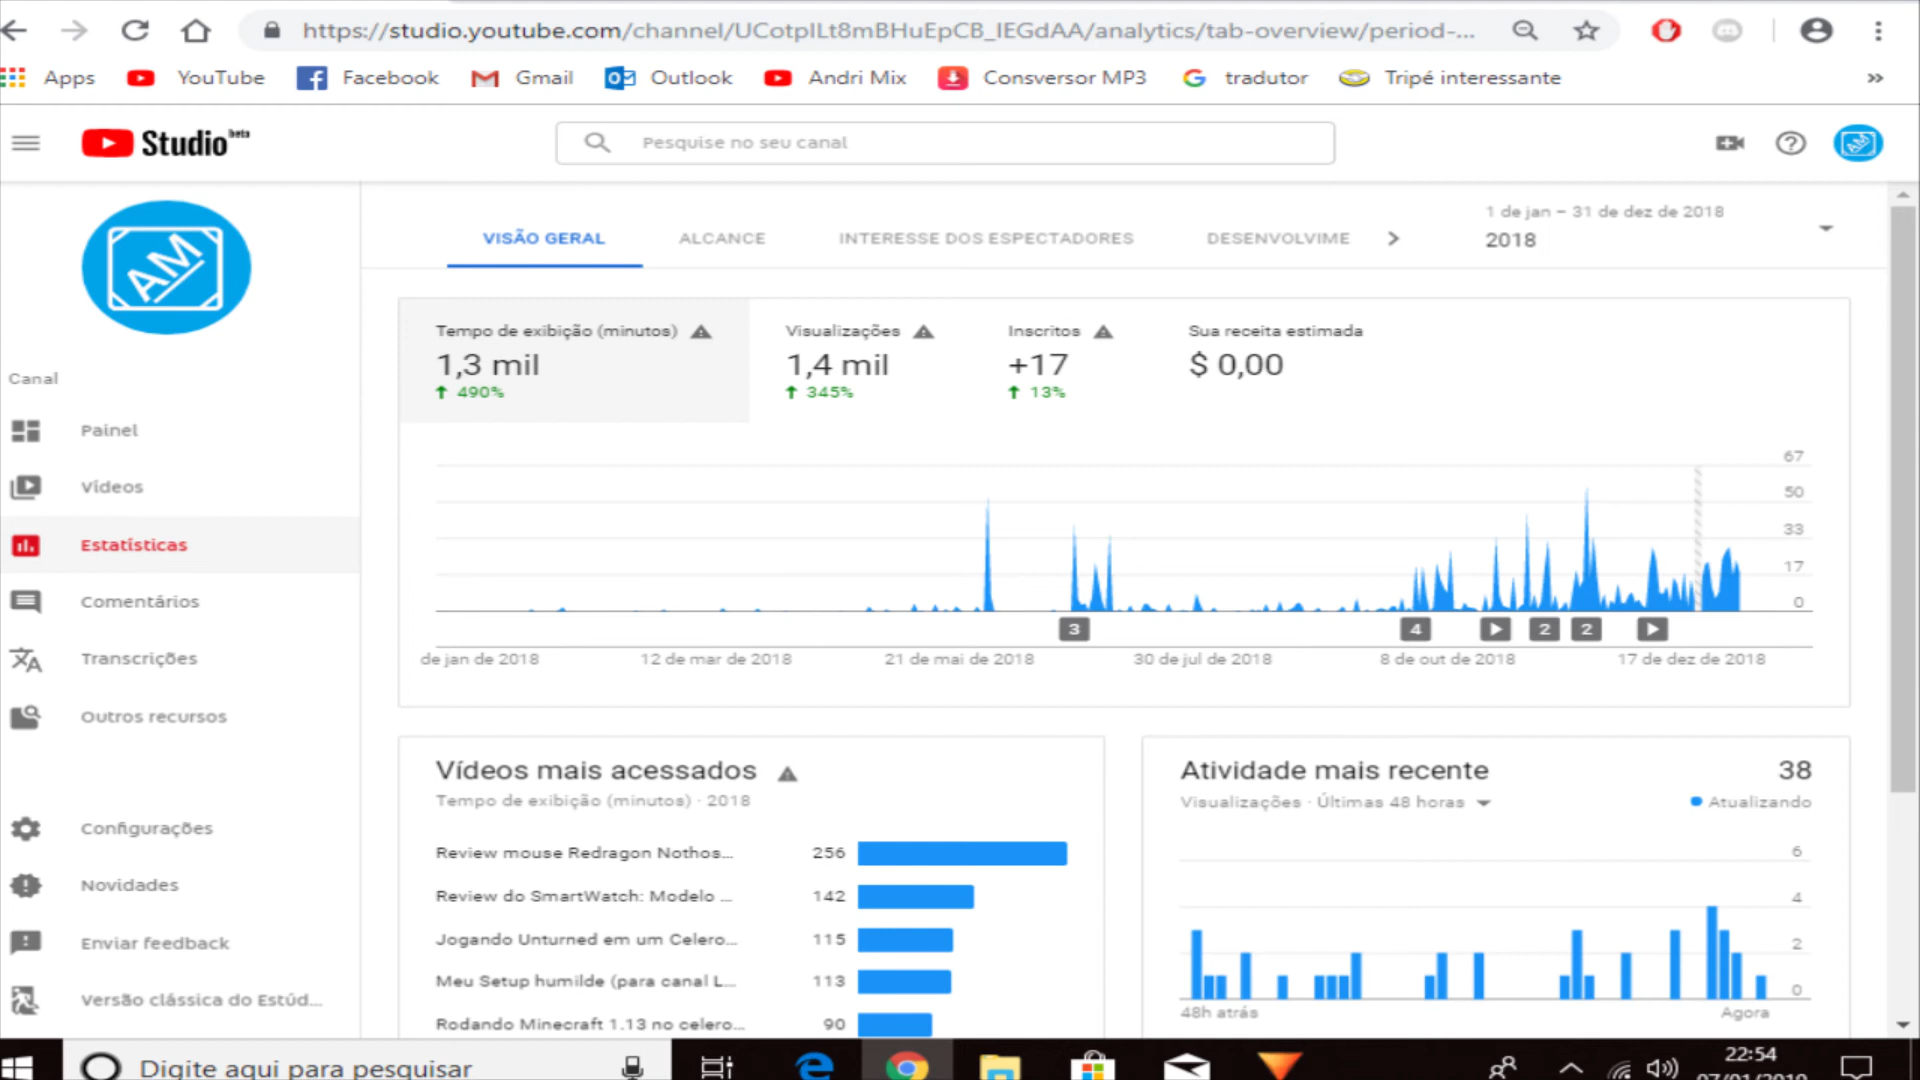 https://studio.youtube.com/channel/UCotpILt8mBHuEpCB_IEGdAA/analytics/tab-overview/period-...
Apps YouTube Facebook Gmail Outlook Andri Mix Consversor MP3 tradutor Tripé interessante »
Studio beta
Pesquise no seu canal
AM
AM
VISÃO GERAL ALCANCE INTERESSE DOS ESPECTADORES DESENVOLVIME
1 de jan – 31 de dez de 2018
2018
Canal
Painel
Vídeos
Estatísticas
Comentários
Transcrições
Outros recursos
Configurações
Novidades
Enviar feedback
Versão clássica do Estúd...
Tempo de exibição (minutos)
1,3 mil
490%
Visualizações
1,4 mil
345%
Inscritos
+17
13%
Sua receita estimada
$ 0,00
67
50
33
17
0
3 4 2 2
de jan de 2018 12 de mar de 2018 21 de mai de 2018 30 de jul de 2018 8 de out de 2018 17 de dez de 2018
Vídeos mais acessados
Tempo de exibição (minutos) · 2018
Review mouse Redragon Nothos... 256
Review do SmartWatch: Modelo ... 142
Jogando Unturned em um Celero... 115
Meu Setup humilde (para canal L... 113
Rodando Minecraft 1.13 no celero... 90
Atividade mais recente 38
Visualizações · Últimas 48 horas Atualizando
6
4
2
0
48h atrás Agora
Digite aqui para pesquisar
22:54
07/01/2019